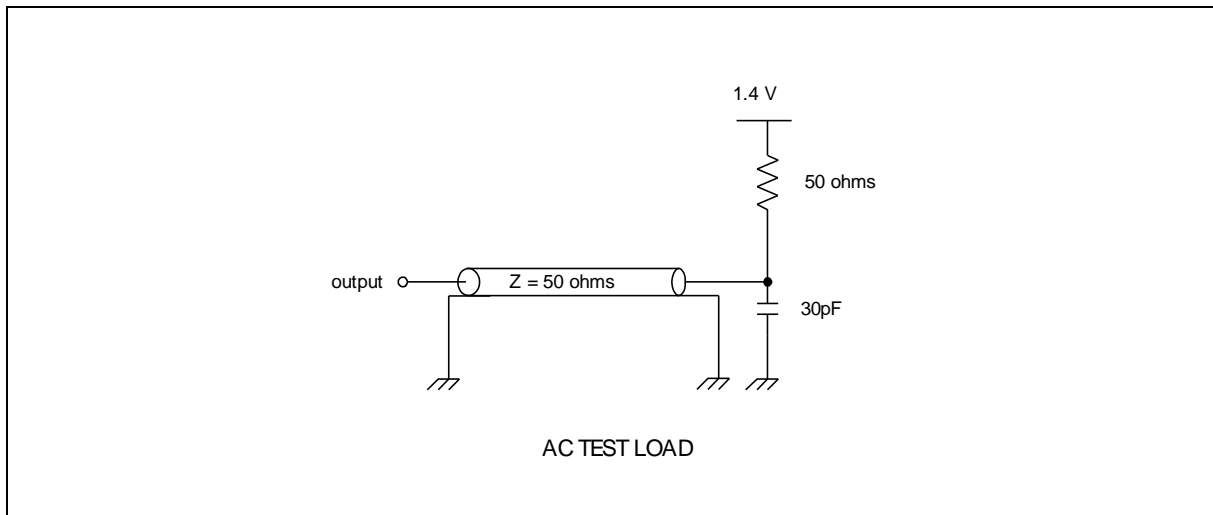 1.4 V
50 ohms
output
Z = 50 ohms
30pF
AC TEST LOAD